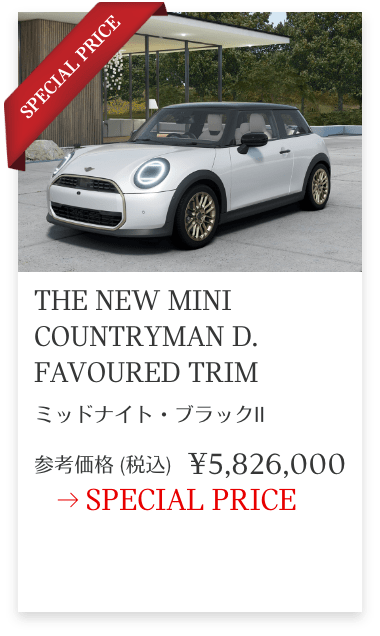 SPECIAL PRICE
THE NEW MINI
COUNTRYMAN D.
FAVOURED TRIM
ミッドナイト・ブラックII
参考価格 (税込) ¥5,826,000
→ SPECIAL PRICE